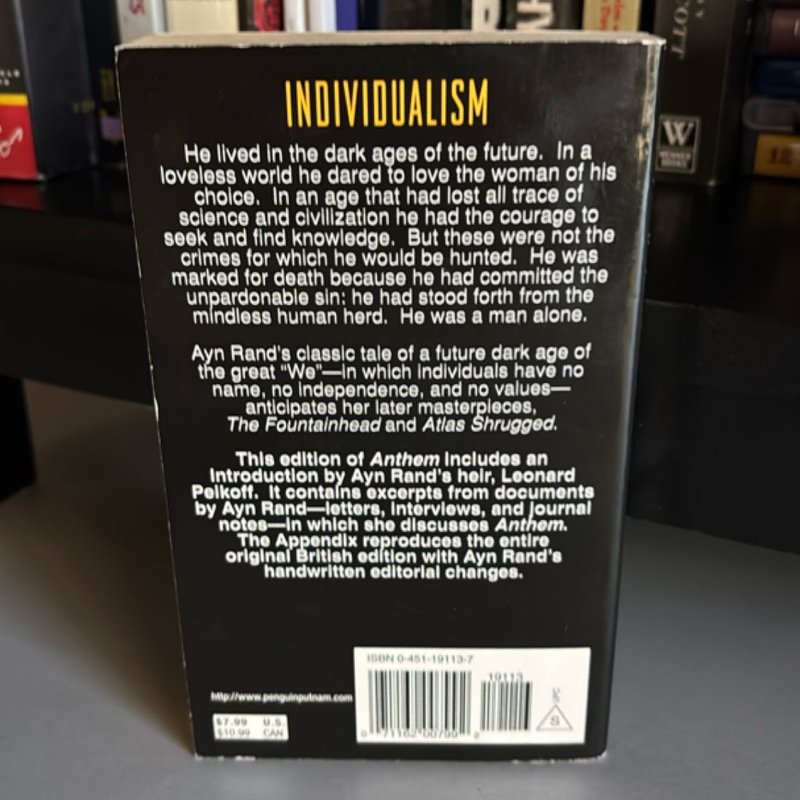 INDIVIDUALISM
He lived in the dark ages of the future. In a
loveless world he dared to love the woman of his
choice. In an age that had lost all trace of
science and civilization he had the courage to
seek and find knowledge. But these were not the
crimes for which he would be hunted. He was
marked for death because he had committed the
unpardonable sin: he had stood forth from the
mindless human herd. He was a man alone.
Ayn Rand's classic tale of a future dark age of
the great "We"—in which individuals have no
name, no independence, and no values—
anticipates her later masterpieces,
The Fountainhead and Atlas Shrugged.
This edition of Anthem includes an
Introduction by Ayn Rand's heir, Leonard
Peikoff. It contains excerpts from documents
by Ayn Rand—letters, interviews, and journal
notes—in which she discusses Anthem.
The Appendix reproduces the entire
original British edition with Ayn Rand's
handwritten editorial changes.
ISBN 0-451-19113-7
19113
S
http://www.penguinputnam.com
$7.99 U.S.
$10.99 CAN
0 71162 00799 2
W